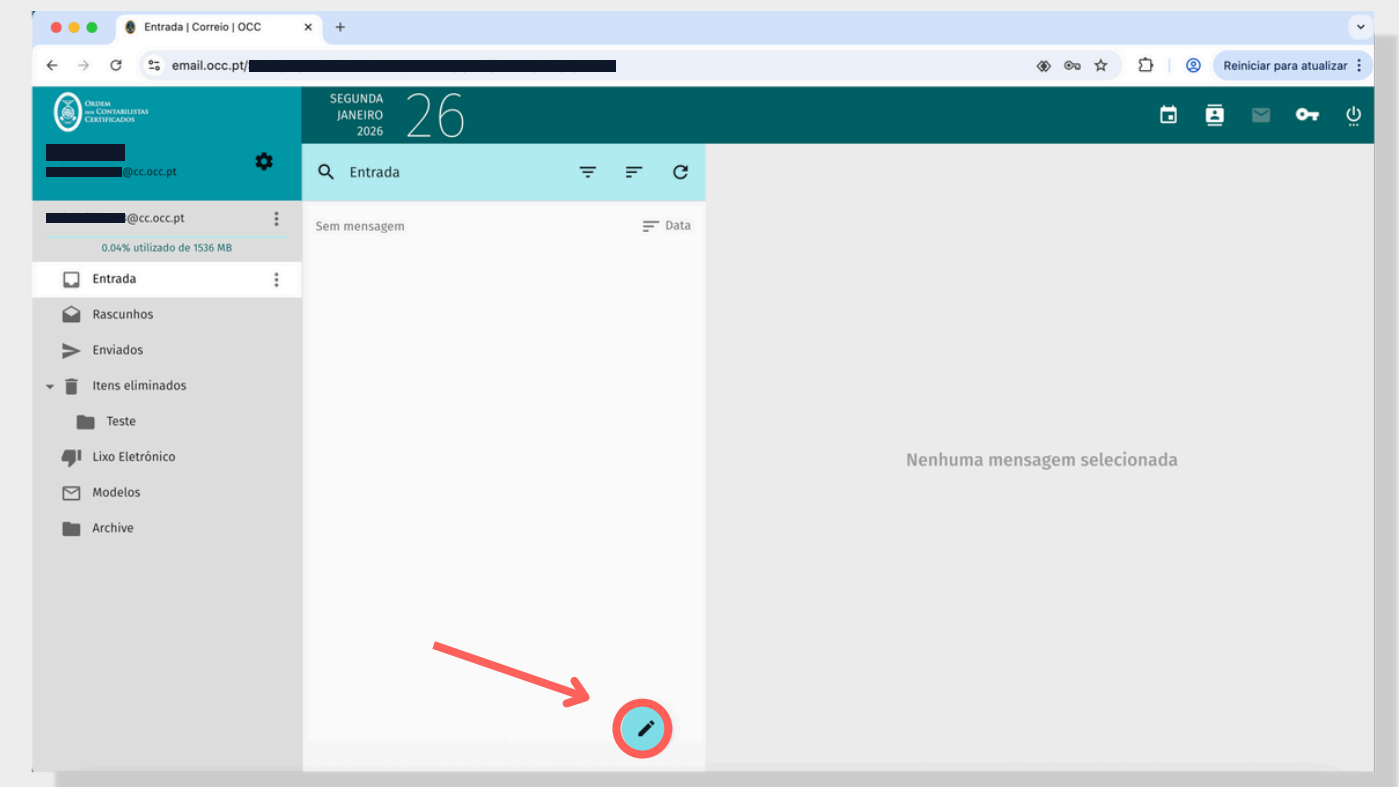 Entrada | Correio | OCC
email.occ.pt/
Reiniciar para atualizar
ORDEM
DOS CONTABILISTAS
CERTIFICADOS
SEGUNDA
JANEIRO
2026
26
@cc.occ.pt
Entrada
@cc.occ.pt
0.04% utilizado de 1536 MB
Sem mensagem
Data
Entrada
Rascunhos
Enviados
Itens eliminados
Teste
Lixo Eletrónico
Modelos
Archive
Nenhuma mensagem selecionada